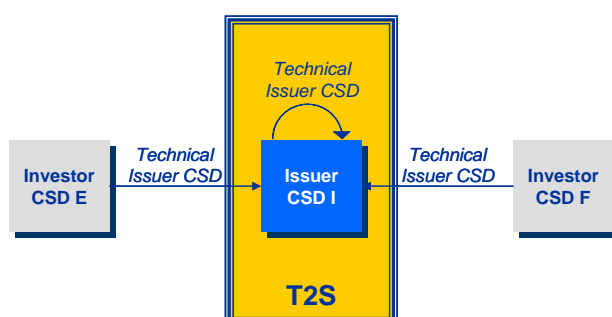 Technical
Issuer CSD
Investor
CSD E
Technical
Issuer CSD
Issuer
CSD I
Technical
Issuer CSD
Investor
CSD F
T2S